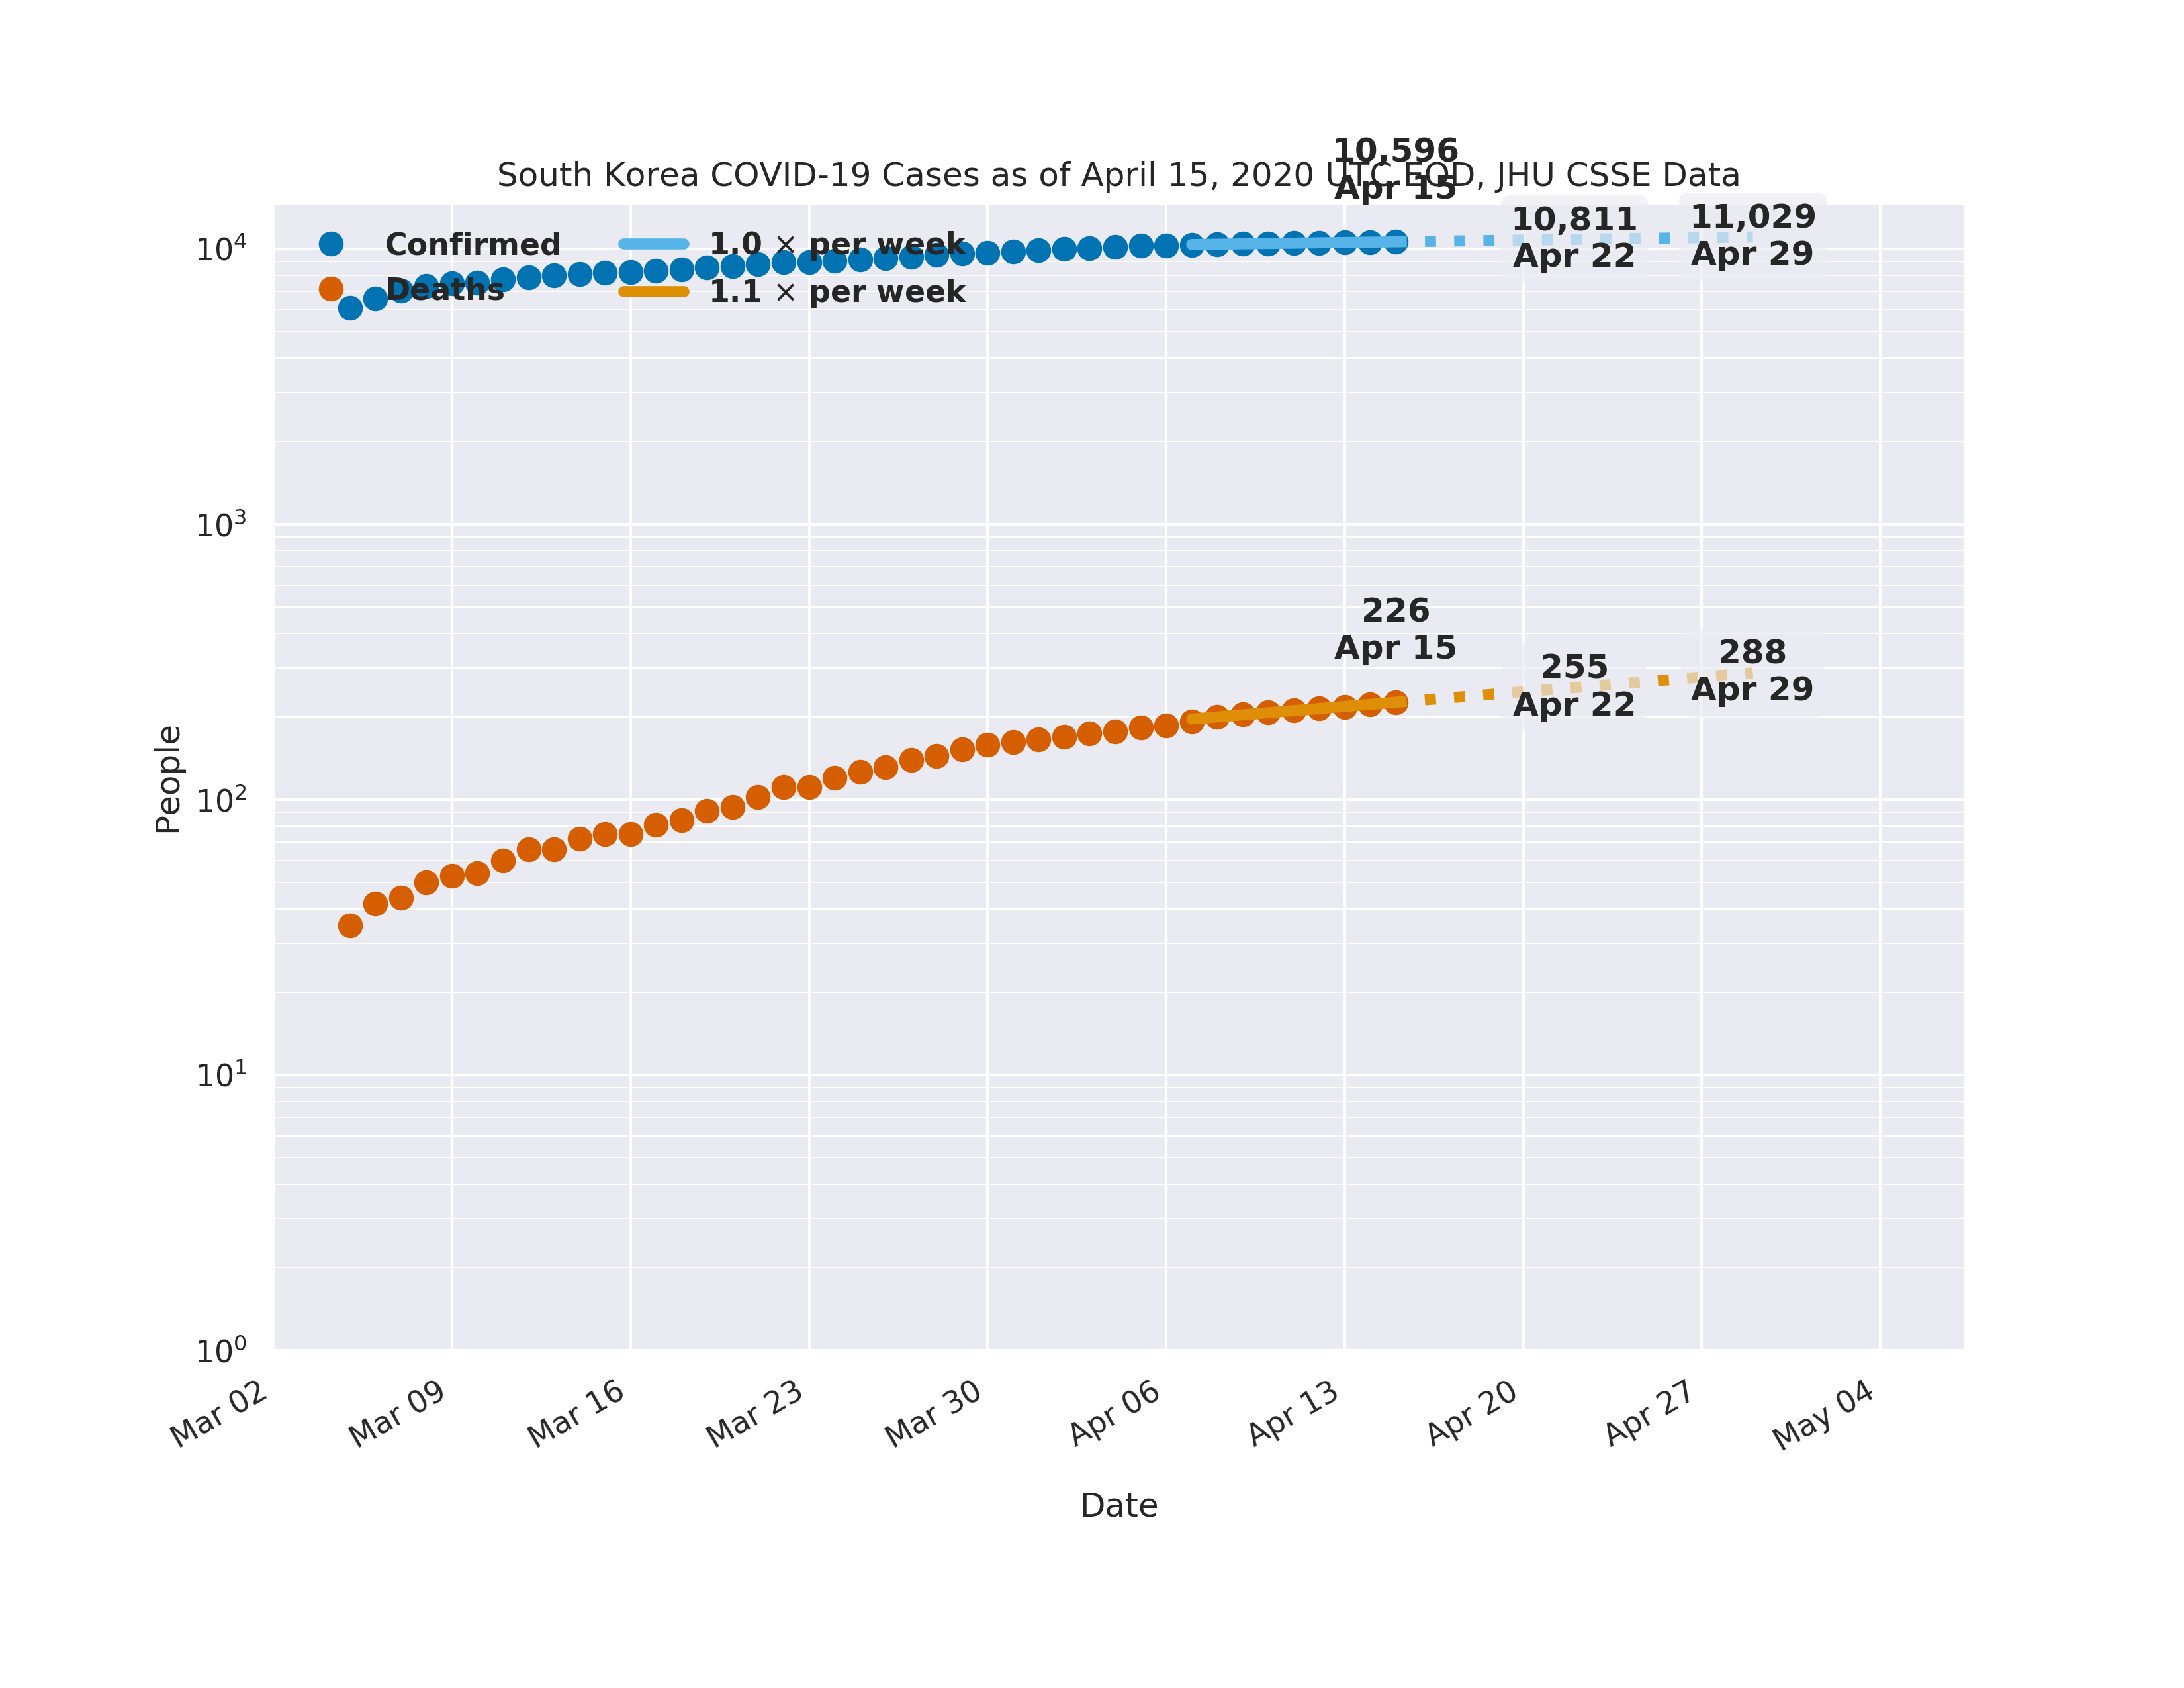 10,596
Apr 15
South Korea COVID-19 Cases as of April 15, 2020 UTC EOD, JHU CSSE Data
10,811
Apr 22
11,029
Apr 29
Confirmed
Deaths
1.0 × per week
1.1 × per week
226
Apr 15
255
Apr 22
288
Apr 29
People
10⁴
10³
10²
10¹
10⁰
Mar 02
Mar 09
Mar 16
Mar 23
Mar 30
Apr 06
Apr 13
Apr 20
Apr 27
May 04
Date